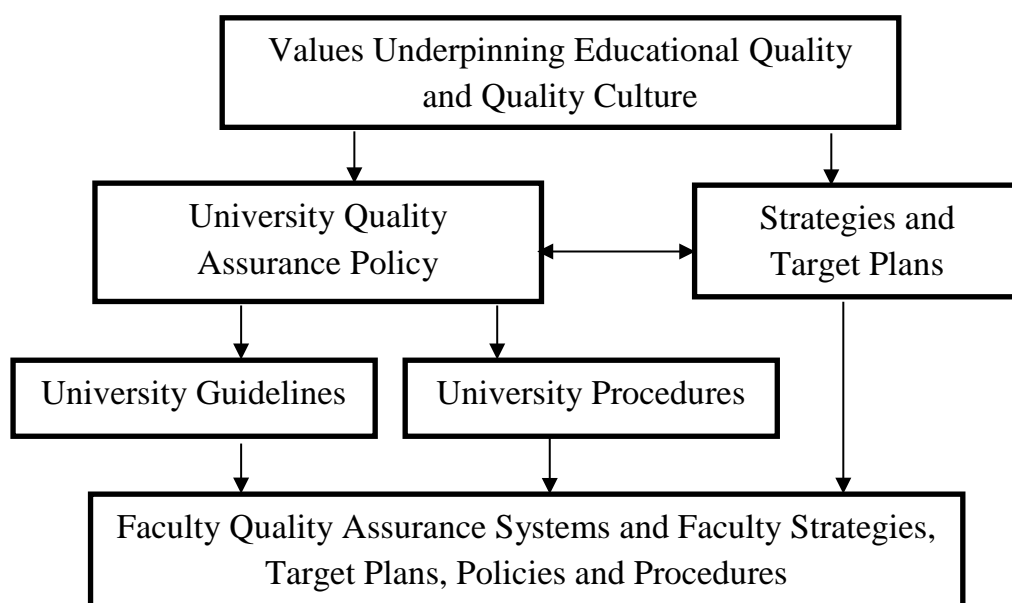 Values Underpinning Educational Quality
and Quality Culture
University Quality
Assurance Policy
Strategies and
Target Plans
University Guidelines
University Procedures
Faculty Quality Assurance Systems and Faculty Strategies,
Target Plans, Policies and Procedures